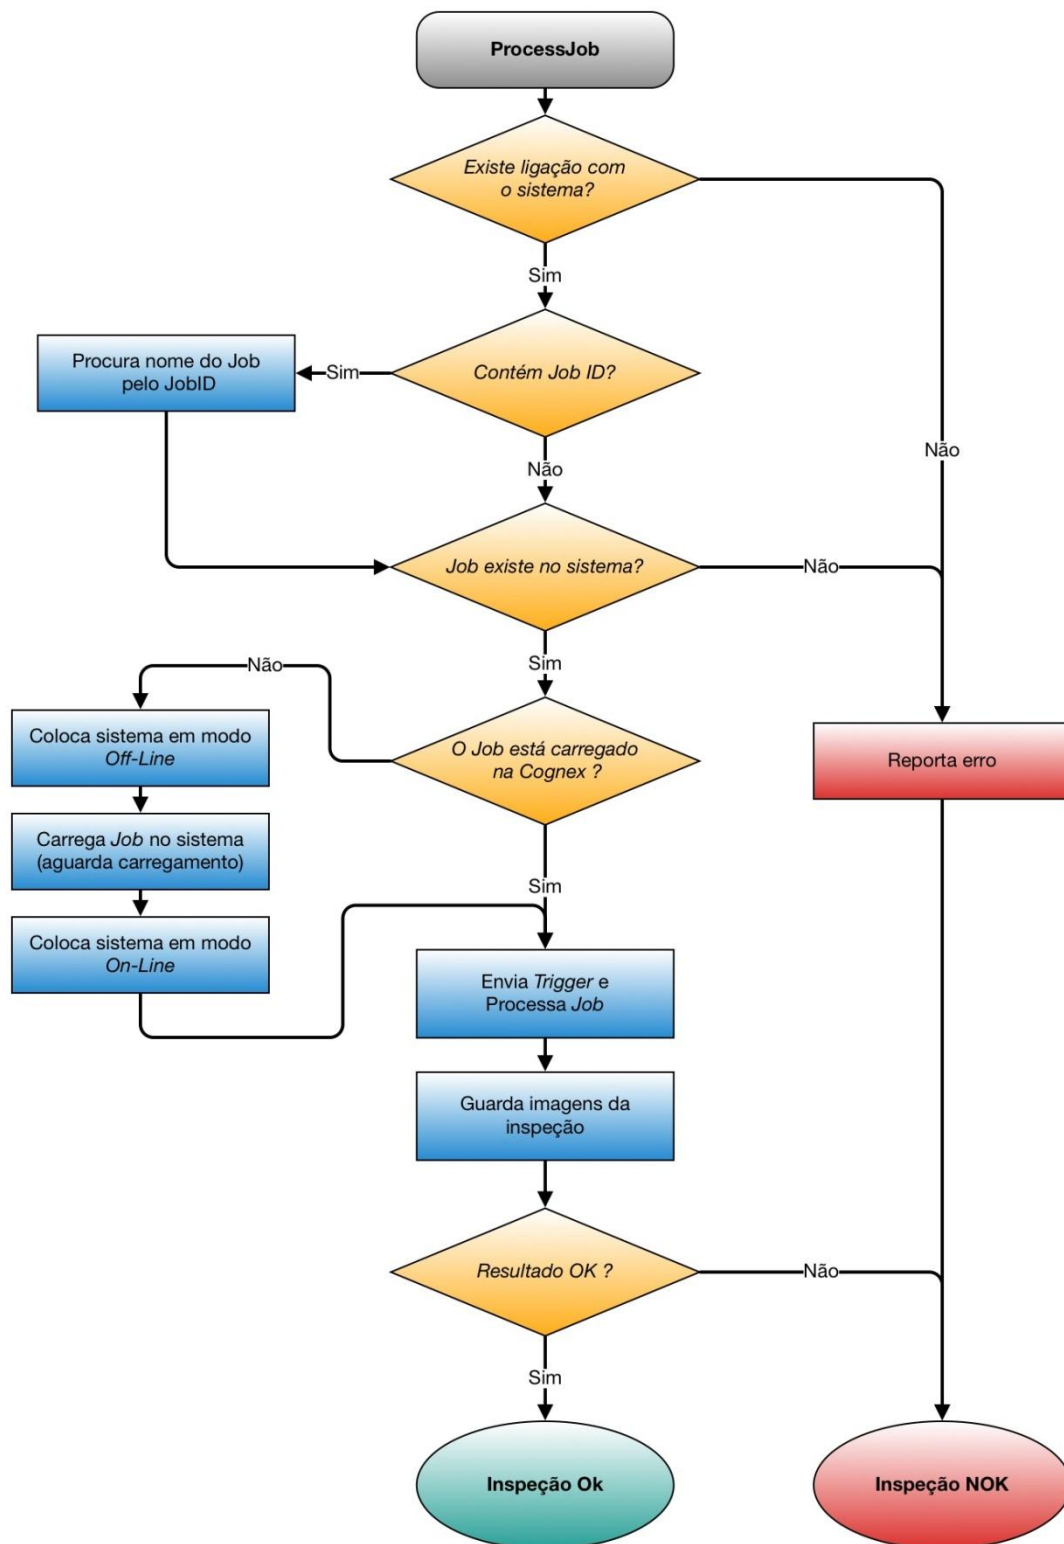 ProcessJob
Existe ligação com
o sistema?
Sim
Procura nome do Job
pelo JobID
Sim
Contém Job ID?
Não
Não
Job existe no sistema?
Não
Sim
Não
Coloca sistema em modo
Off-Line
O Job está carregado
na Cognex ?
Reporta erro
Carrega Job no sistema
(aguarda carregamento)
Sim
Coloca sistema em modo
On-Line
Envia Trigger e
Processa Job
Guarda imagens da
inspeção
Resultado OK ?
Não
Sim
Inspeção Ok
Inspeção NOK